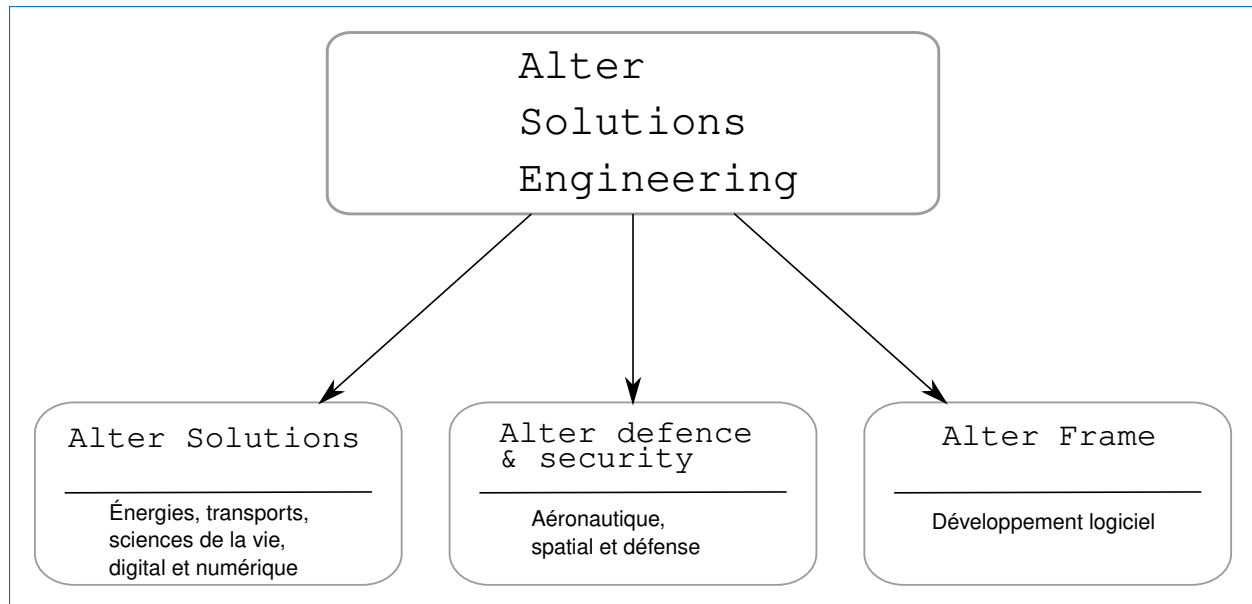 Alter
Solutions
Engineering
Alter Solutions
Énergies, transports,
sciences de la vie,
digital et numérique
Alter defence
& security
Aéronautique,
spatial et défense
Alter Frame
Développement logiciel